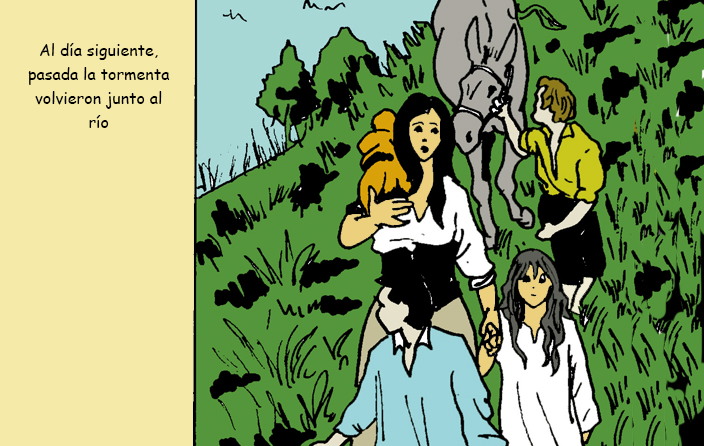 Al día siguiente,
pasada la tormenta
volvieron junto al
río